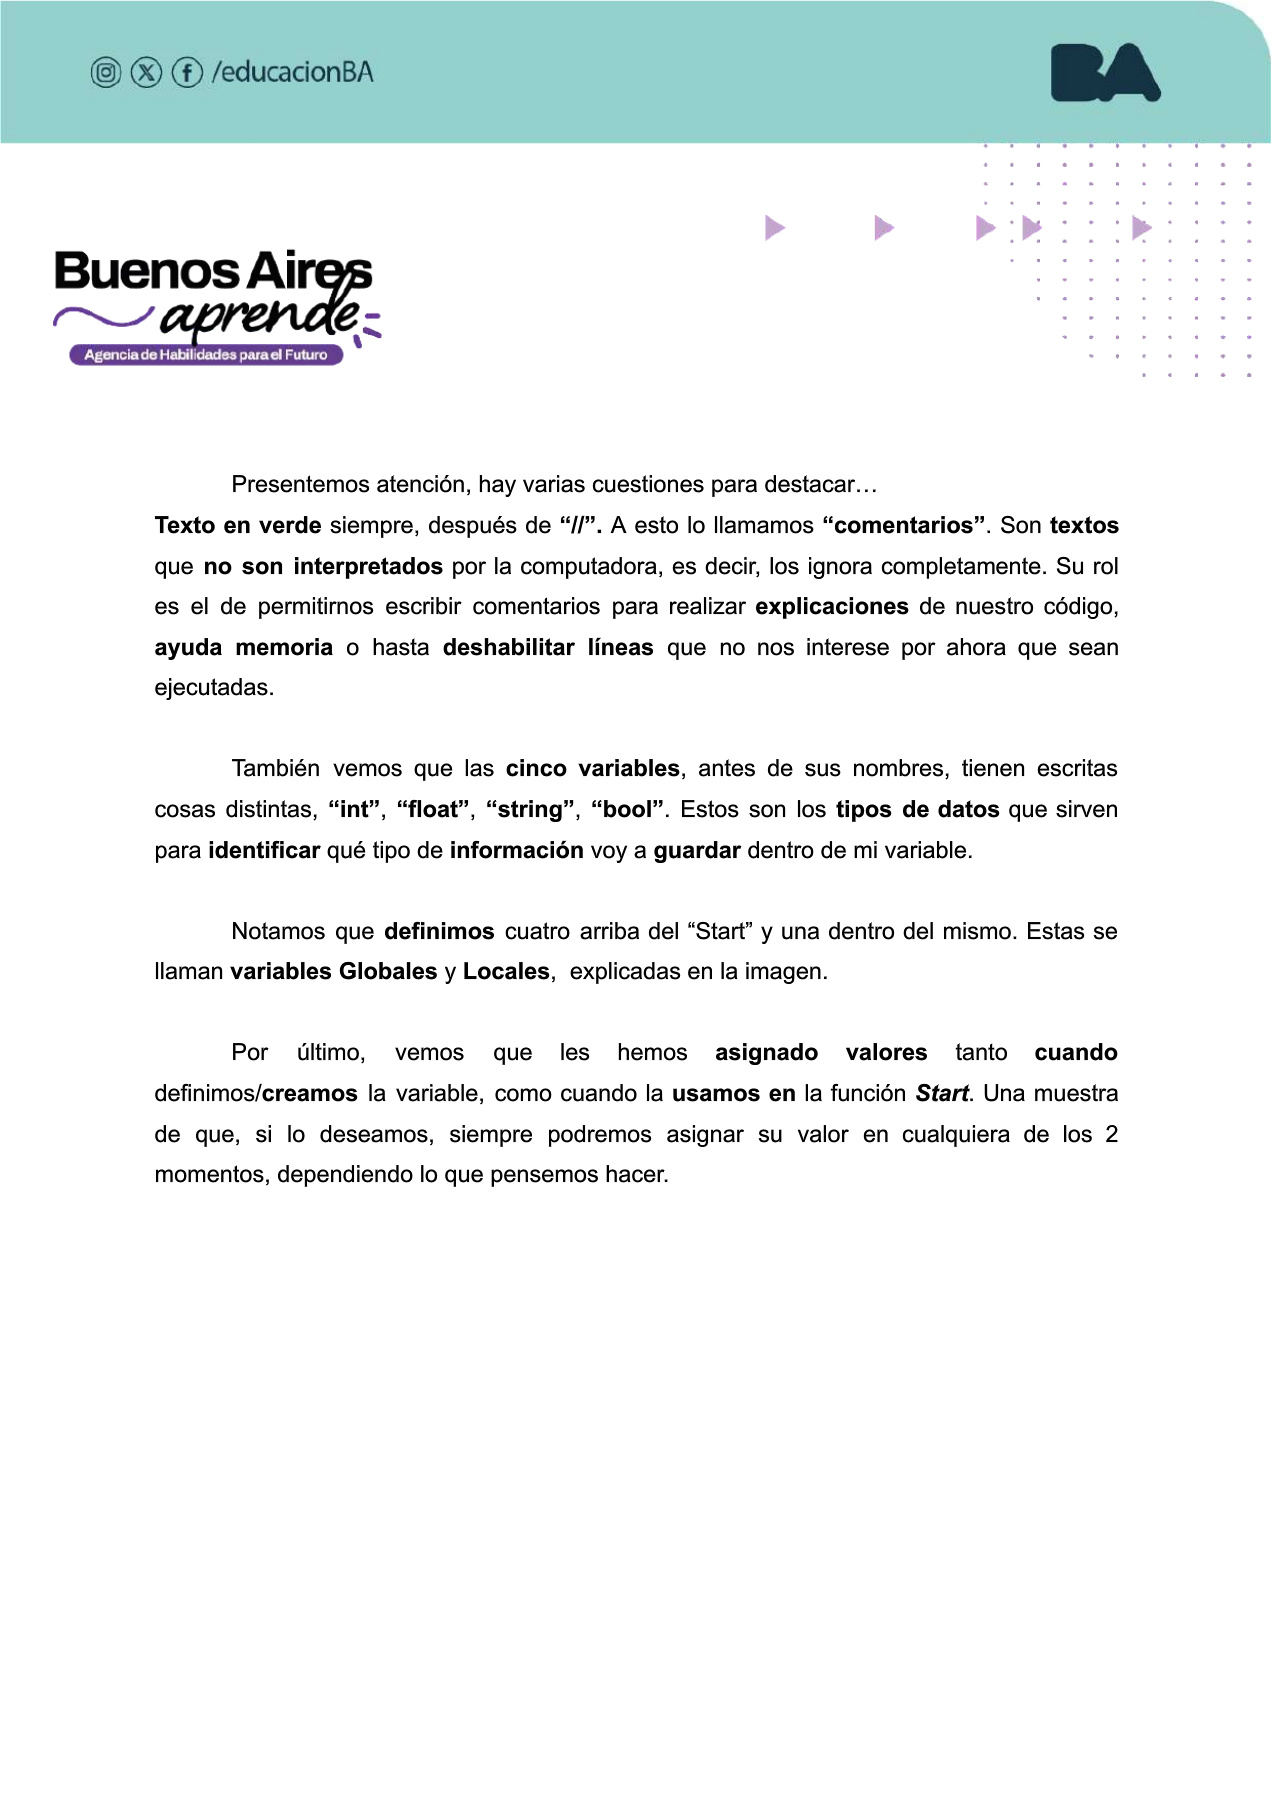 /educacionBA
BA
Buenos Aires
aprende
Agencia de Habilidades para el Futuro
Presentemos atención, hay varias cuestiones para destacar…
Texto en verde siempre, después de “//”. A esto lo llamamos “comentarios”. Son textos
que no son interpretados por la computadora, es decir, los ignora completamente. Su rol
es el de permitirnos escribir comentarios para realizar explicaciones de nuestro código,
ayuda memoria o hasta deshabilitar líneas que no nos interese por ahora que sean
ejecutadas.
También vemos que las cinco variables, antes de sus nombres, tienen escritas
cosas distintas, “int”, “float”, “string”, “bool”. Estos son los tipos de datos que sirven
para identificar qué tipo de información voy a guardar dentro de mi variable.
Notamos que definimos cuatro arriba del “Start” y una dentro del mismo. Estas se
llaman variables Globales y Locales,  explicadas en la imagen.
Por último, vemos que les hemos asignado valores tanto cuando
definimos/creamos la variable, como cuando la usamos en la función Start. Una muestra
de que, si lo deseamos, siempre podremos asignar su valor en cualquiera de los 2
momentos, dependiendo lo que pensemos hacer.